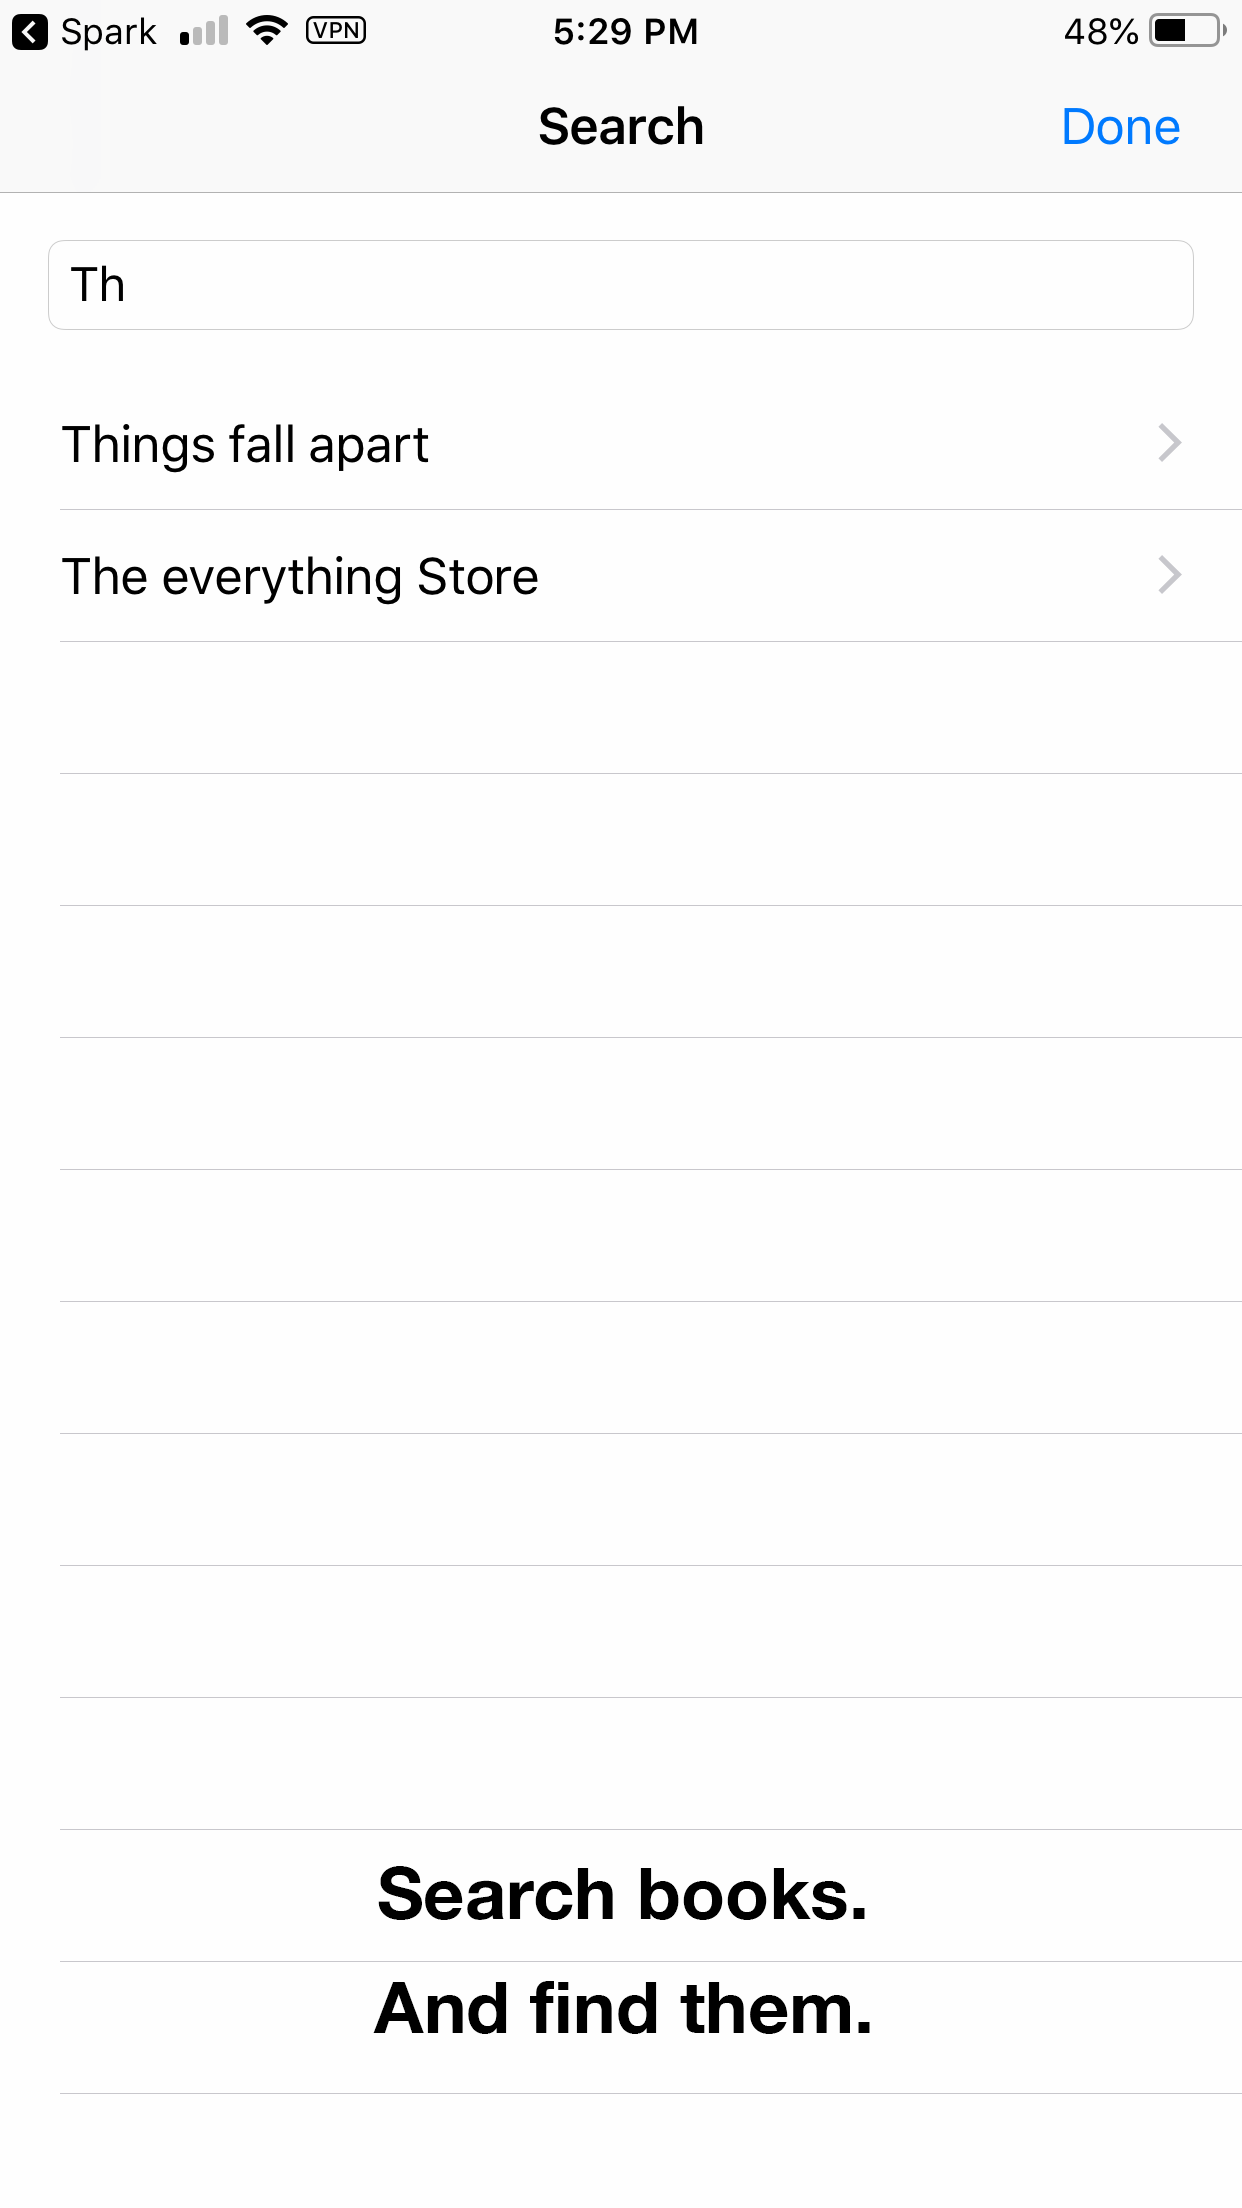 Spark VPN 5:29 PM 48%
Search Done
Th
Things fall apart
The everything Store
Search books.
And find them.